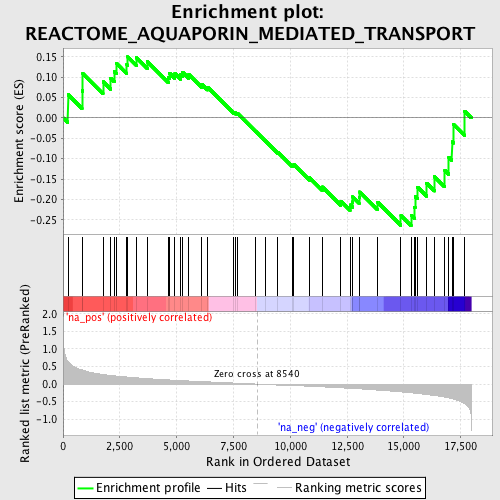 Enrichment plot:
REACTOME_AQUAPORIN_MEDIATED_TRANSPORT
Enrichment score (ES)
0.15
0.10
0.05
0.00
-0.05
-0.10
-0.15
-0.20
-0.25
'na_pos' (positively correlated)
Ranked list metric (PreRanked)
2.0
1.5
1.0
0.5
0.0
-0.5
-1.0
Zero cross at 8540
'na_neg' (negatively correlated)
0 2,500 5,000 7,500 10,000 12,500 15,000 17,500
Rank in Ordered Dataset
Enrichment profile Hits Ranking metric scores